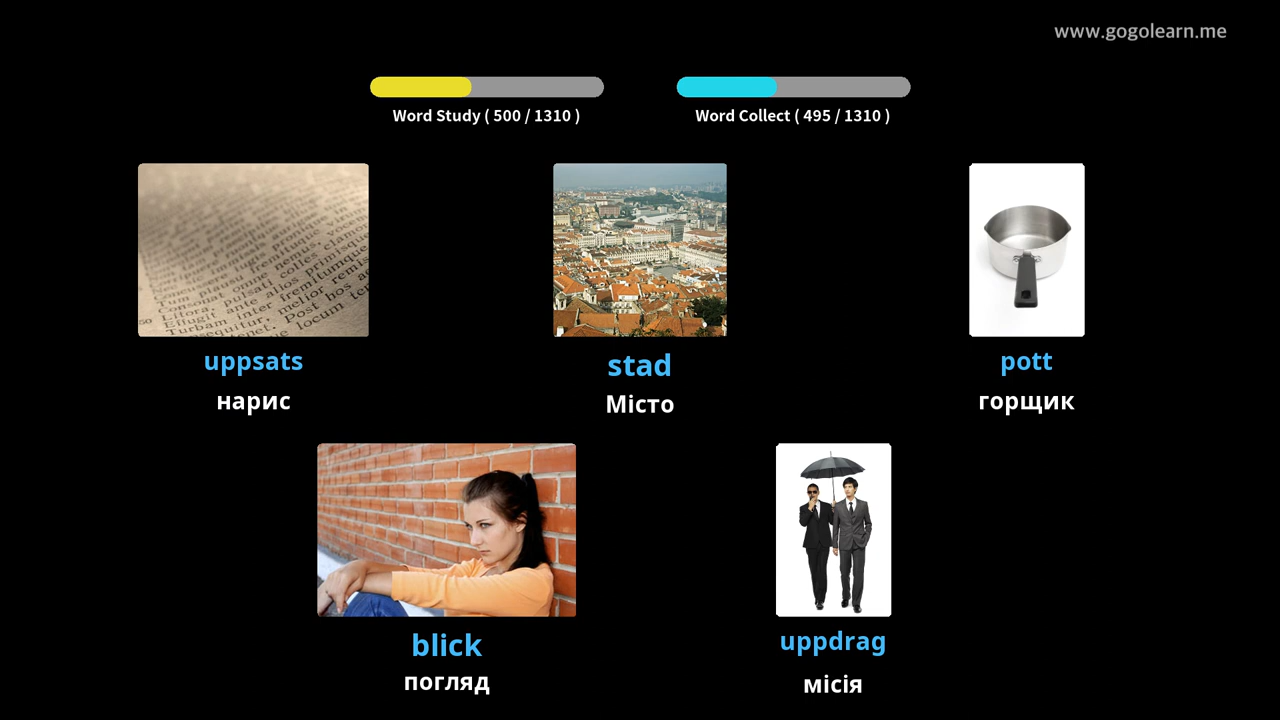 www.gogolearn.me
Word Study ( 500 / 1310 )
Word Collect ( 495 / 1310 )
uppsats
нарис
stad
Місто
pott
горщик
blick
погляд
uppdrag
місія